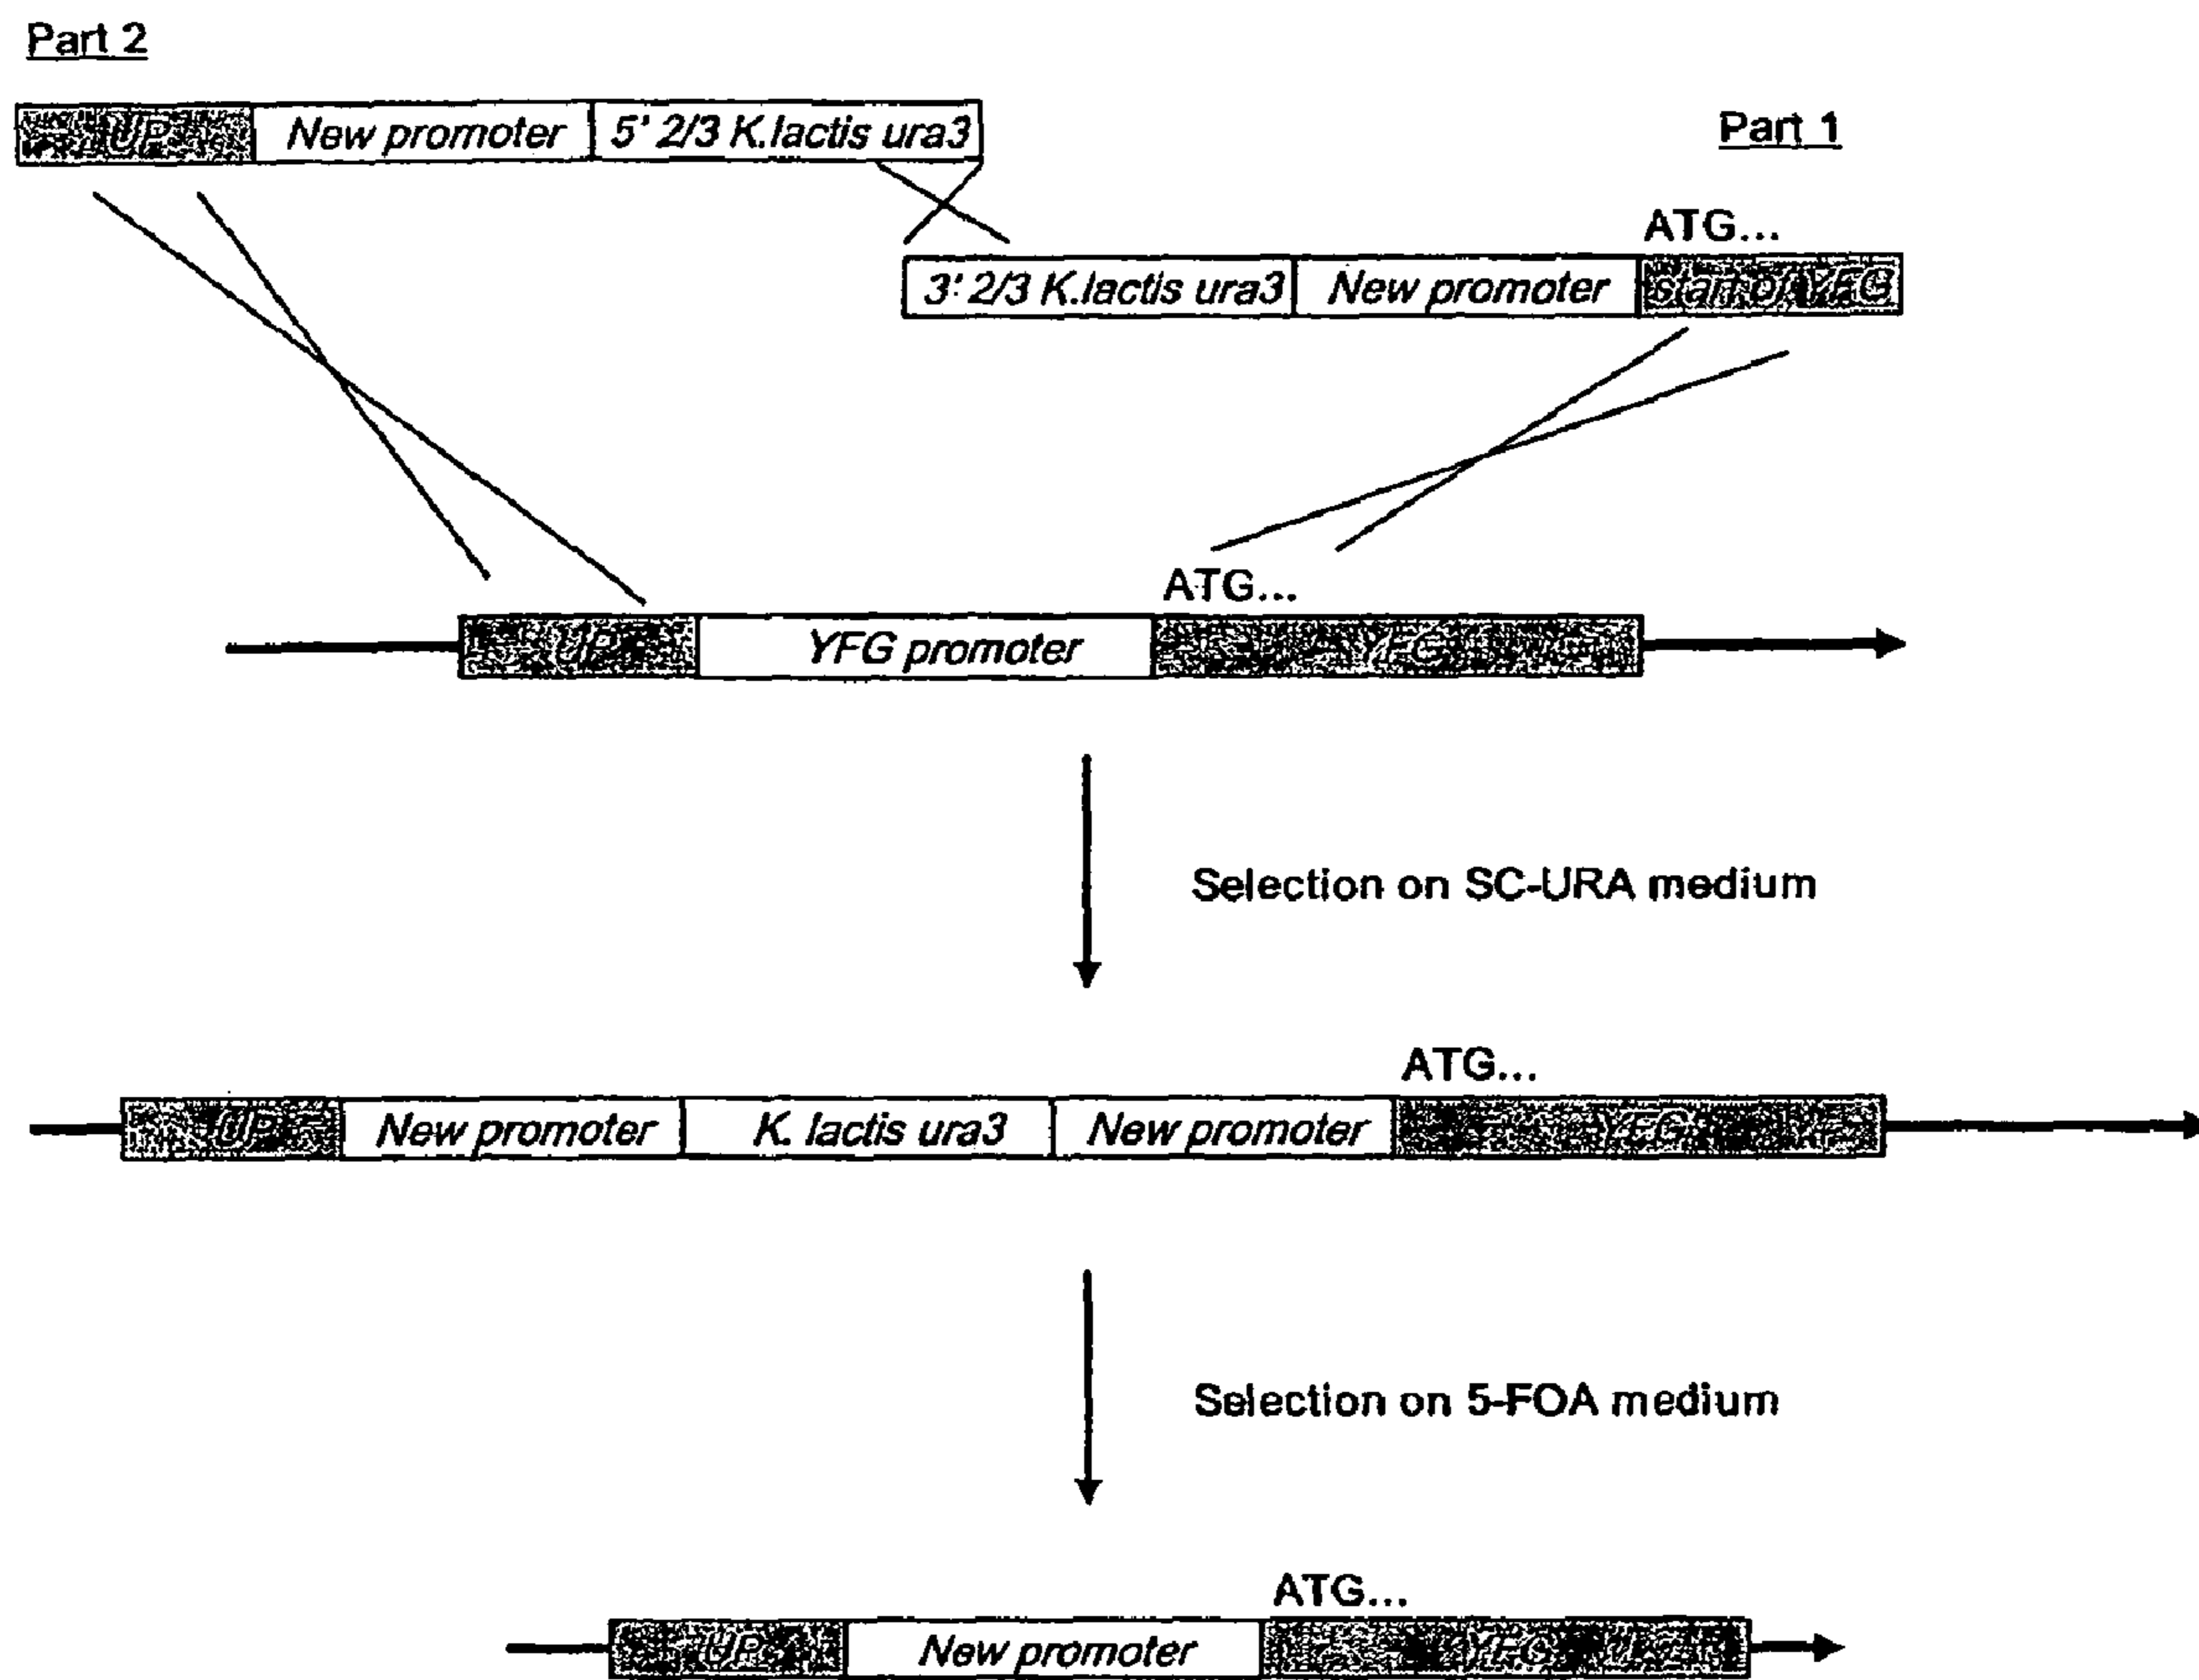 Part 2
UP New promoter 5' 2/3 K.lactis ura3
Part 1
ATG...
3' 2/3 K.lactis ura3 New promoter start of YFG
ATG...
UP YFG promoter YFG
Selection on SC-URA medium
ATG...
UP New promoter K. lactis ura3 New promoter YFG
Selection on 5-FOA medium
ATG...
UP New promoter YFG